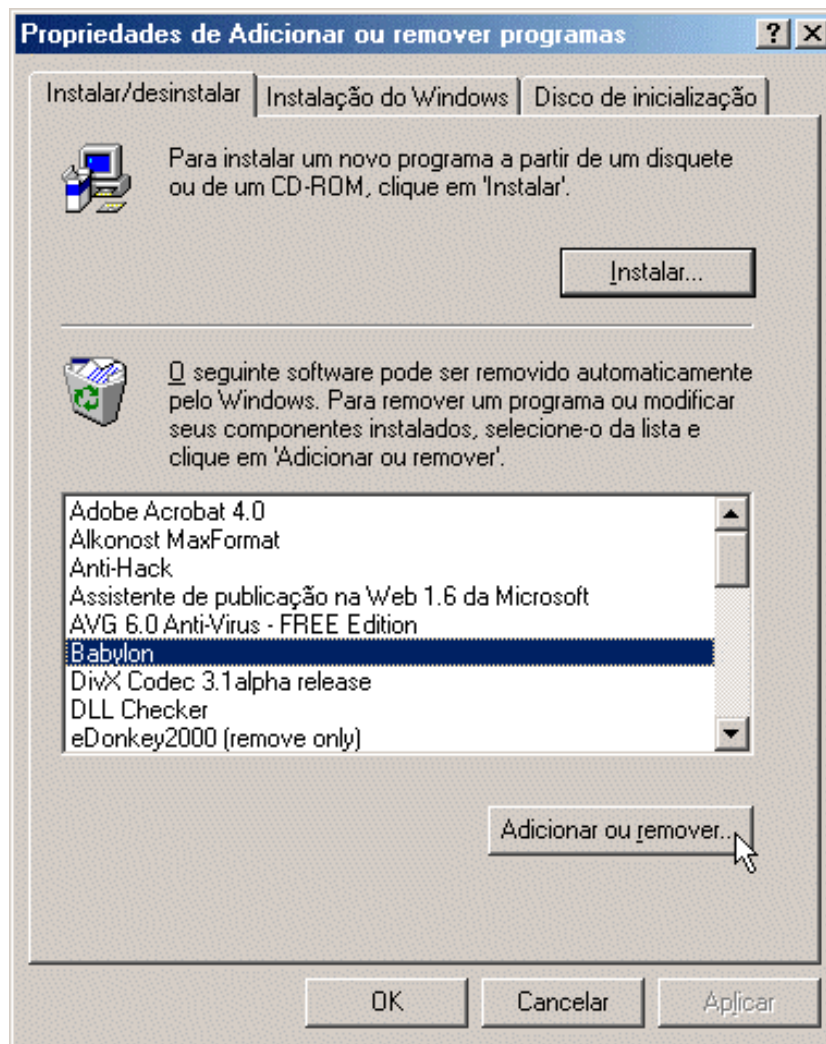 Propriedades de Adicionar ou remover programas
Instalar/desinstalar
Instalação do Windows
Disco de inicialização
Para instalar um novo programa a partir de um disquete
ou de um CD-ROM, clique em 'Instalar'.
Instalar...
O seguinte software pode ser removido automaticamente
pelo Windows. Para remover um programa ou modificar
seus componentes instalados, selecione-o da lista e
clique em 'Adicionar ou remover'.
Adobe Acrobat 4.0
Alkonost MaxFormat
Anti-Hack
Assistente de publicação na Web 1.6 da Microsoft
AVG 6.0 Anti-Virus - FREE Edition
Babylon
DivX Codec 3.1alpha release
DLL Checker
eDonkey2000 (remove only)
Adicionar ou remover...
OK
Cancelar
Aplicar